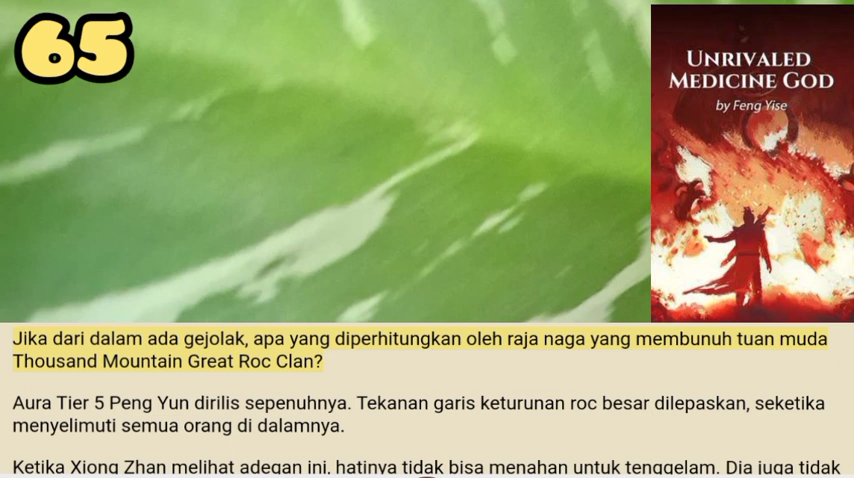 65
UNRIVALED
MEDICINE GOD
by Feng Yise
Jika dari dalam ada gejolak, apa yang diperhitungkan oleh raja naga yang membunuh tuan muda
Thousand Mountain Great Roc Clan?
Aura Tier 5 Peng Yun dirilis sepenuhnya. Tekanan garis keturunan roc besar dilepaskan, seketika
menyelimuti semua orang di dalamnya.
Ketika Xiong Zhan melihat adegan ini, hatinya tidak bisa menahan untuk tenggelam. Dia juga tidak